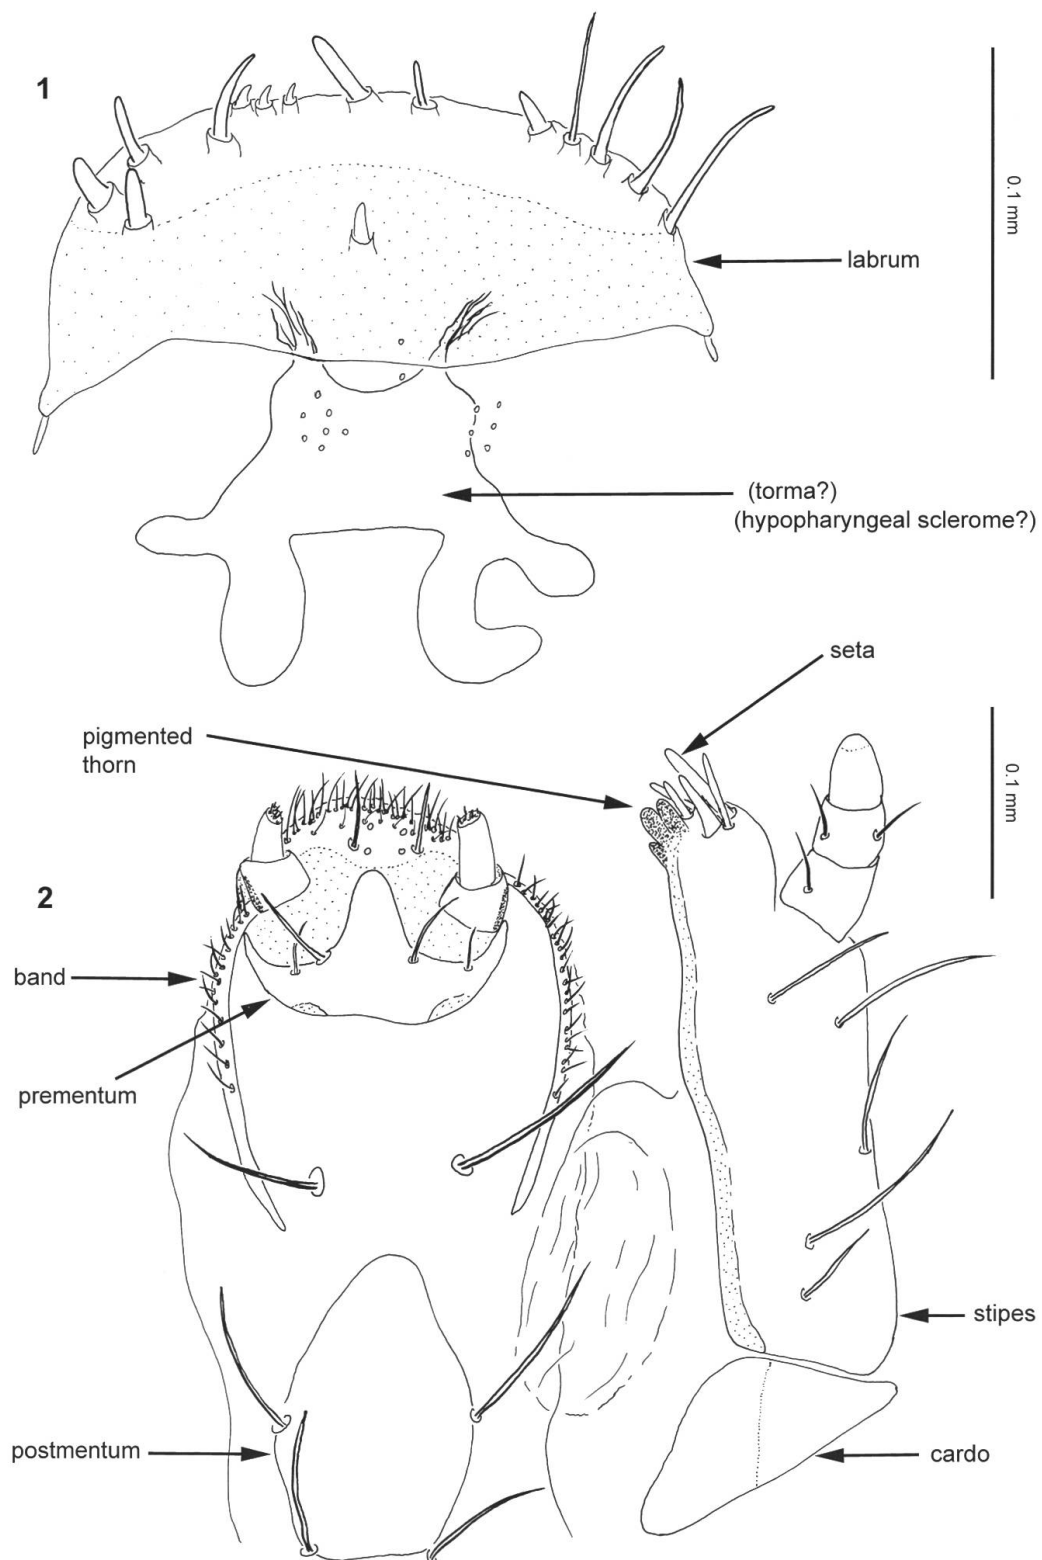 1
0.1 mm
labrum
(torma?)
(hypopharyngeal sclerome?)
seta
pigmented
thorn
0.1 mm
2
band
prementum
stipes
postmentum
cardo